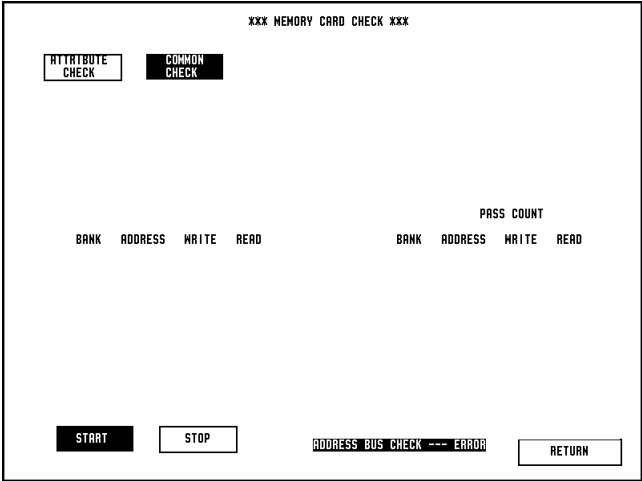 *** MEMORY CARD CHECK ***
ATTRIBUTE CHECK
COMMON CHECK
PASS COUNT
BANK ADDRESS WRITE READ BANK ADDRESS WRITE READ
START STOP ADDRESS BUS CHECK --- ERROR RETURN